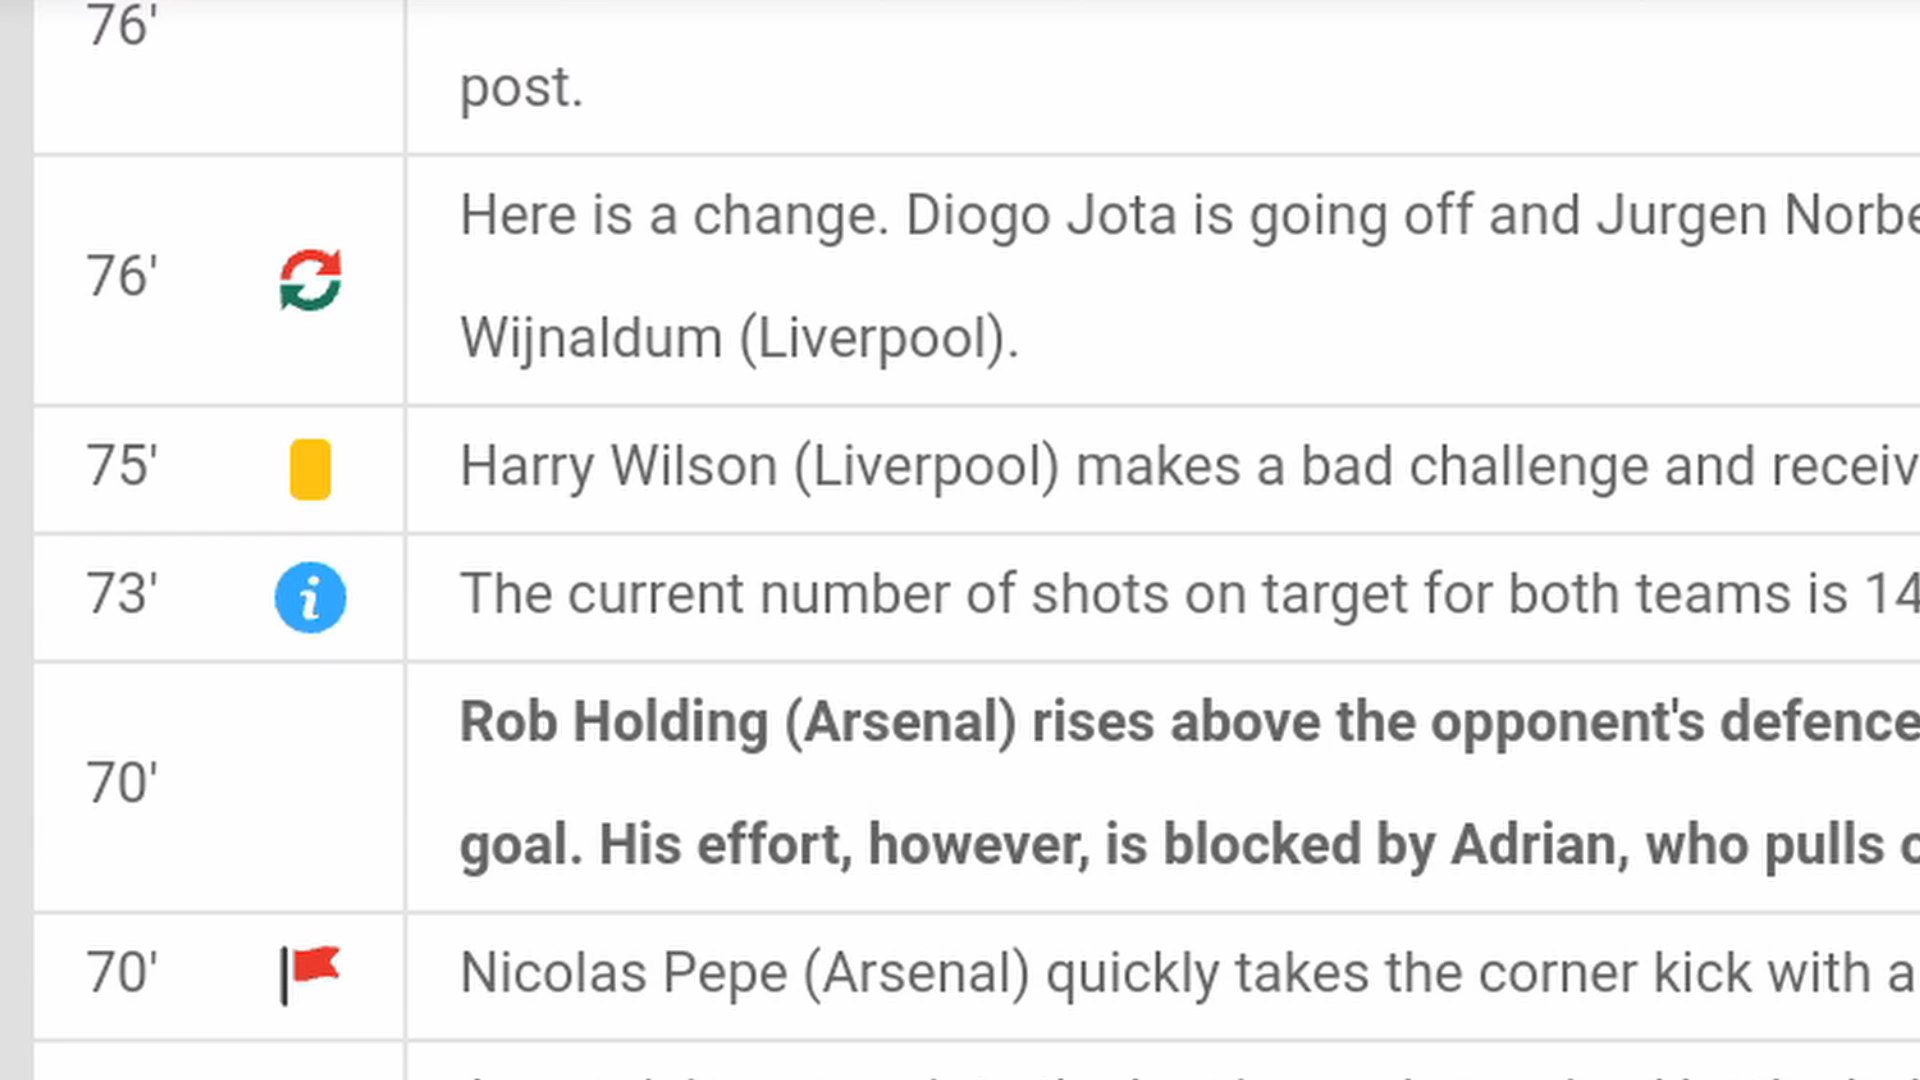 76'
post.
Here is a change. Diogo Jota is going off and Jurgen
76'
Wijnaldum (Liverpool).
75' Harry Wilson (Liverpool) makes a bad challenge and
73' i The current number of shots on target for both teams is 14
Rob Holding (Arsenal) rises above the opponent's defence
70'
goal. His effort, however, is blocked by Adrian, who pulls
70' Nicolas Pepe (Arsenal) quickly takes the corner kick with a